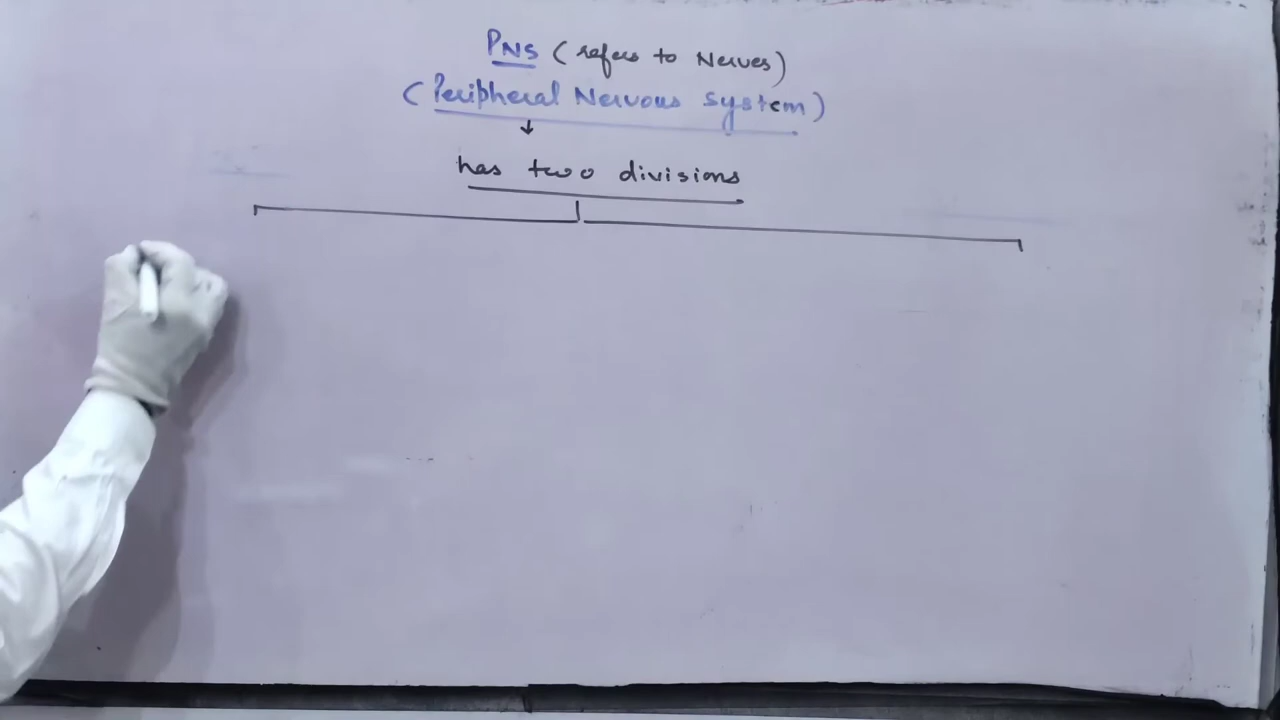 PNS (refers to Nerves)
(Peripheral Nervous System)
has two divisions